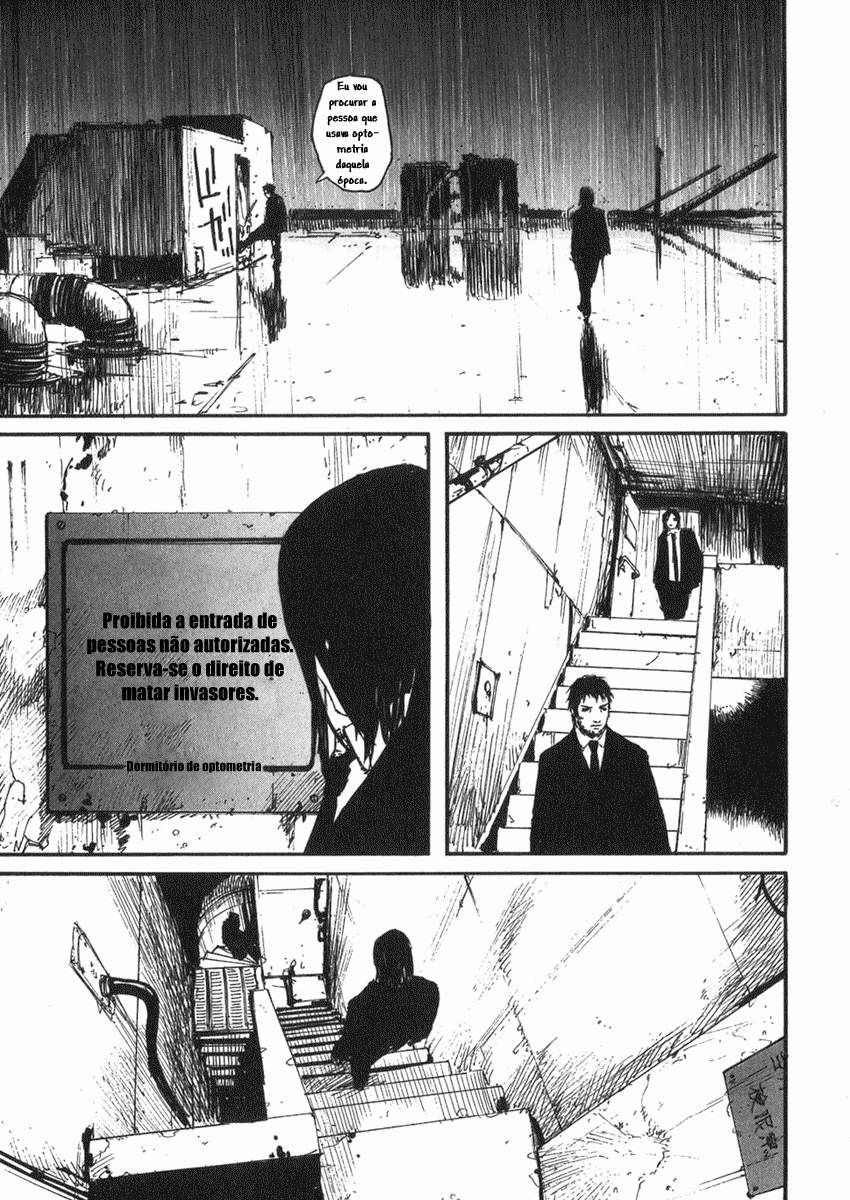 Eu vou
procurar a
pessoa que
usava opto-
metria
daquela
época.
Proibida a entrada de
pessoas não autorizadas.
Reserva-se o direito de
matar invasores.
Dormitório de optometria